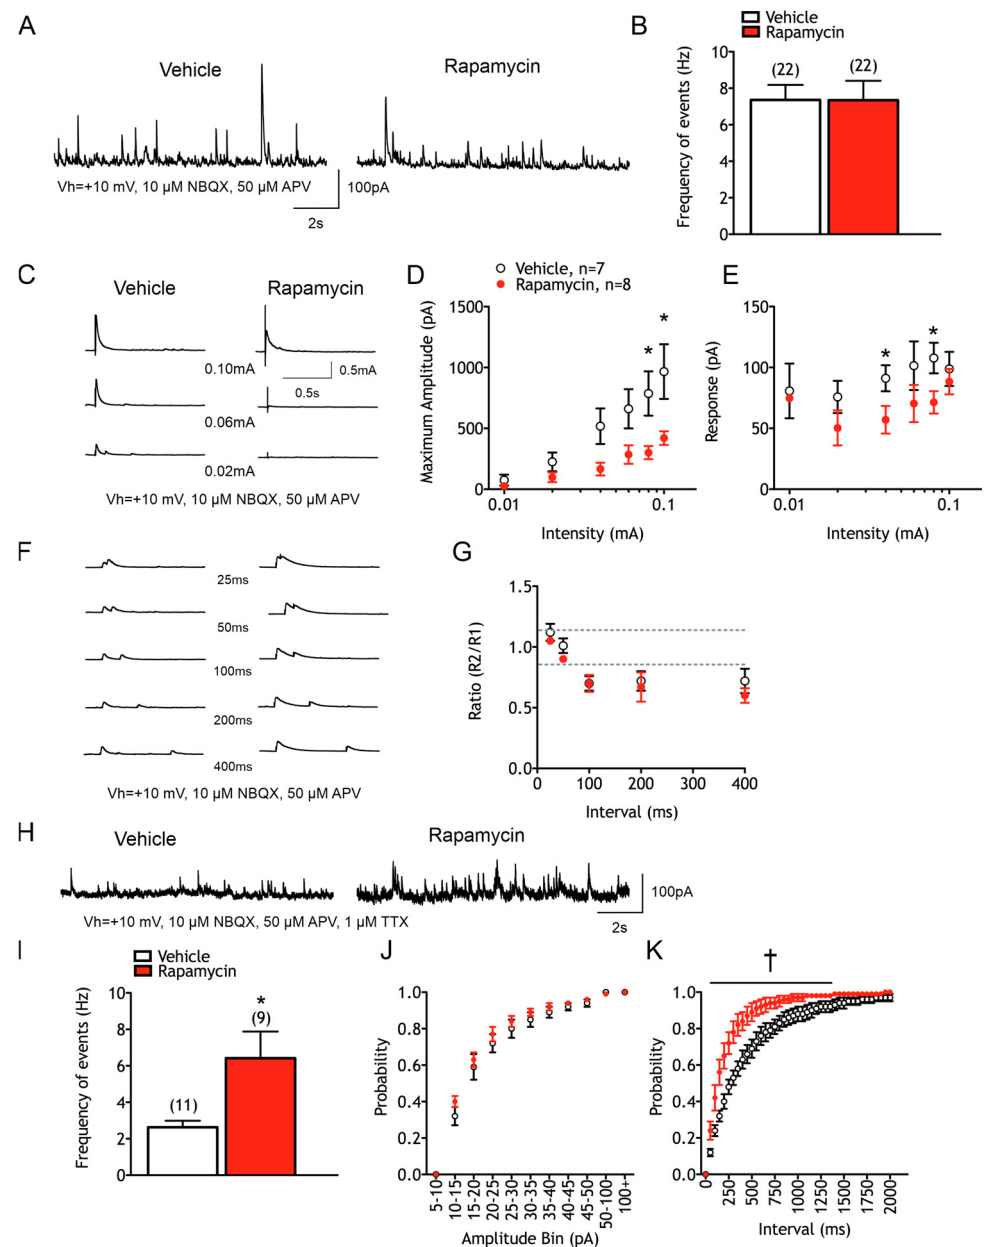 A
Vehicle
Rapamycin
Vh=+10 mV, 10 µM NBQX, 50 µM APV
100pA
2s
B
Vehicle
Rapamycin
Frequency of events (Hz)
10
8
6
4
2
0
(22)
(22)
C
Vehicle
Rapamycin
0.10mA
0.5mA
0.5s
0.06mA
0.02mA
Vh=+10 mV, 10 µM NBQX, 50 µM APV
D
Vehicle, n=7
Rapamycin, n=8
Maximum Amplitude (pA)
1500
1000
500
0
* *
0.01
0.1
Intensity (mA)
E
Response (pA)
150
100
50
0
* *
0.01
0.1
Intensity (mA)
F
25ms
50ms
100ms
200ms
400ms
Vh=+10 mV, 10 µM NBQX, 50 µM APV
G
Ratio (R2/R1)
1.5
1.0
0.5
0.0
0 100 200 300 400
Interval (ms)
H
Vehicle
Rapamycin
100pA
2s
Vh=+10 mV, 10 µM NBQX, 50 µM APV, 1 µM TTX
I
Vehicle
Rapamycin
Frequency of events (Hz)
10
8
6
4
2
0
(11)
*
(9)
J
Probability
1.0
0.8
0.6
0.4
0.2
0.0
5-10
10-15
15-20
20-25
25-30
30-35
35-40
40-45
45-50
50-100
100+
Amplitude Bin (pA)
K
†
Probability
1.0
0.8
0.6
0.4
0.2
0.0
0
250
500
750
1000
1250
1500
1750
2000
Interval (ms)